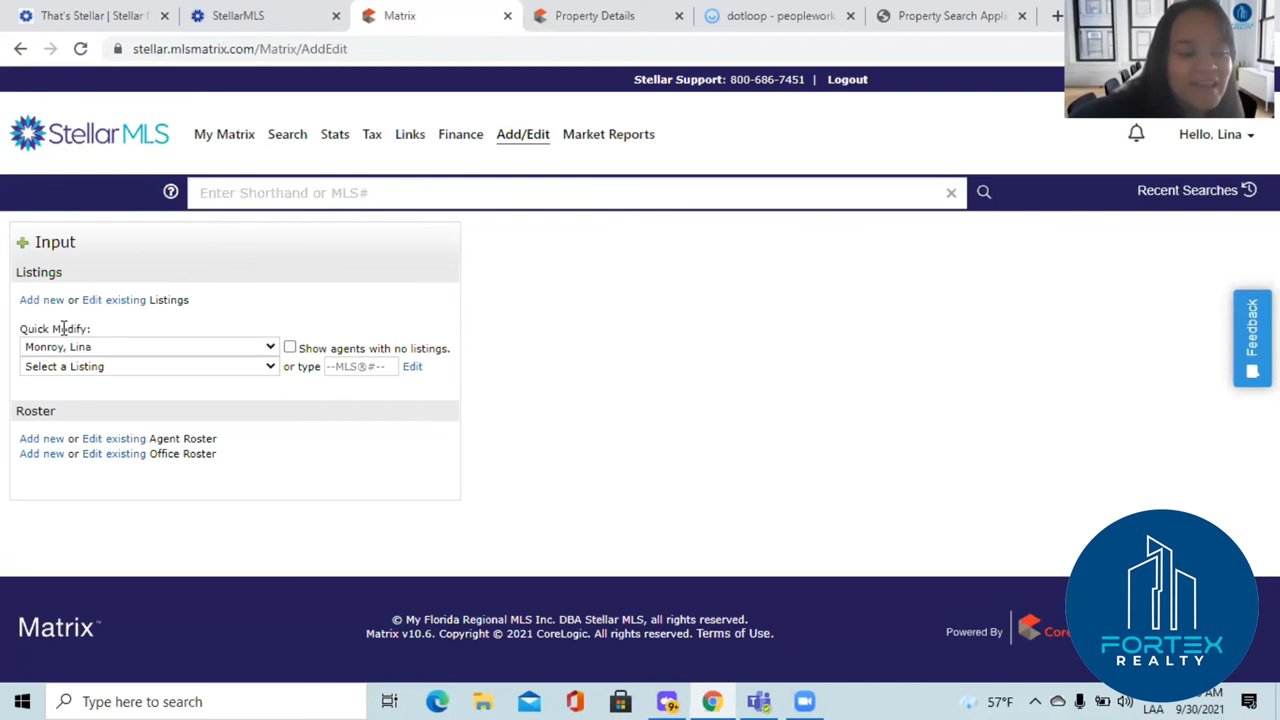 That's Stellar | Stellar M
StellarMLS
Matrix
Property Details
dotloop - peoplework
Property Search Appli
stellar.mlsmatrix.com/Matrix/AddEdit
Stellar Support: 800-686-7451 | Logout
StellarMLS
My Matrix Search Stats Tax Links Finance Add/Edit Market Reports
Hello, Lina
Enter Shorthand or MLS#
Recent Searches
Input
Listings
Add new or Edit existing Listings
Quick Modify:
Monroy, Lina
Show agents with no listings.
Select a Listing
or type --MLS®#-- Edit
Roster
Add new or Edit existing Agent Roster
Add new or Edit existing Office Roster
Feedback
Matrix™
© My Florida Regional MLS Inc. DBA Stellar MLS, all rights reserved.
Matrix v10.6. Copyright © 2021 CoreLogic. All rights reserved. Terms of Use.
Powered By
FORTEX
REALTY
Type here to search
9+
57°F
LAA
9/30/2021